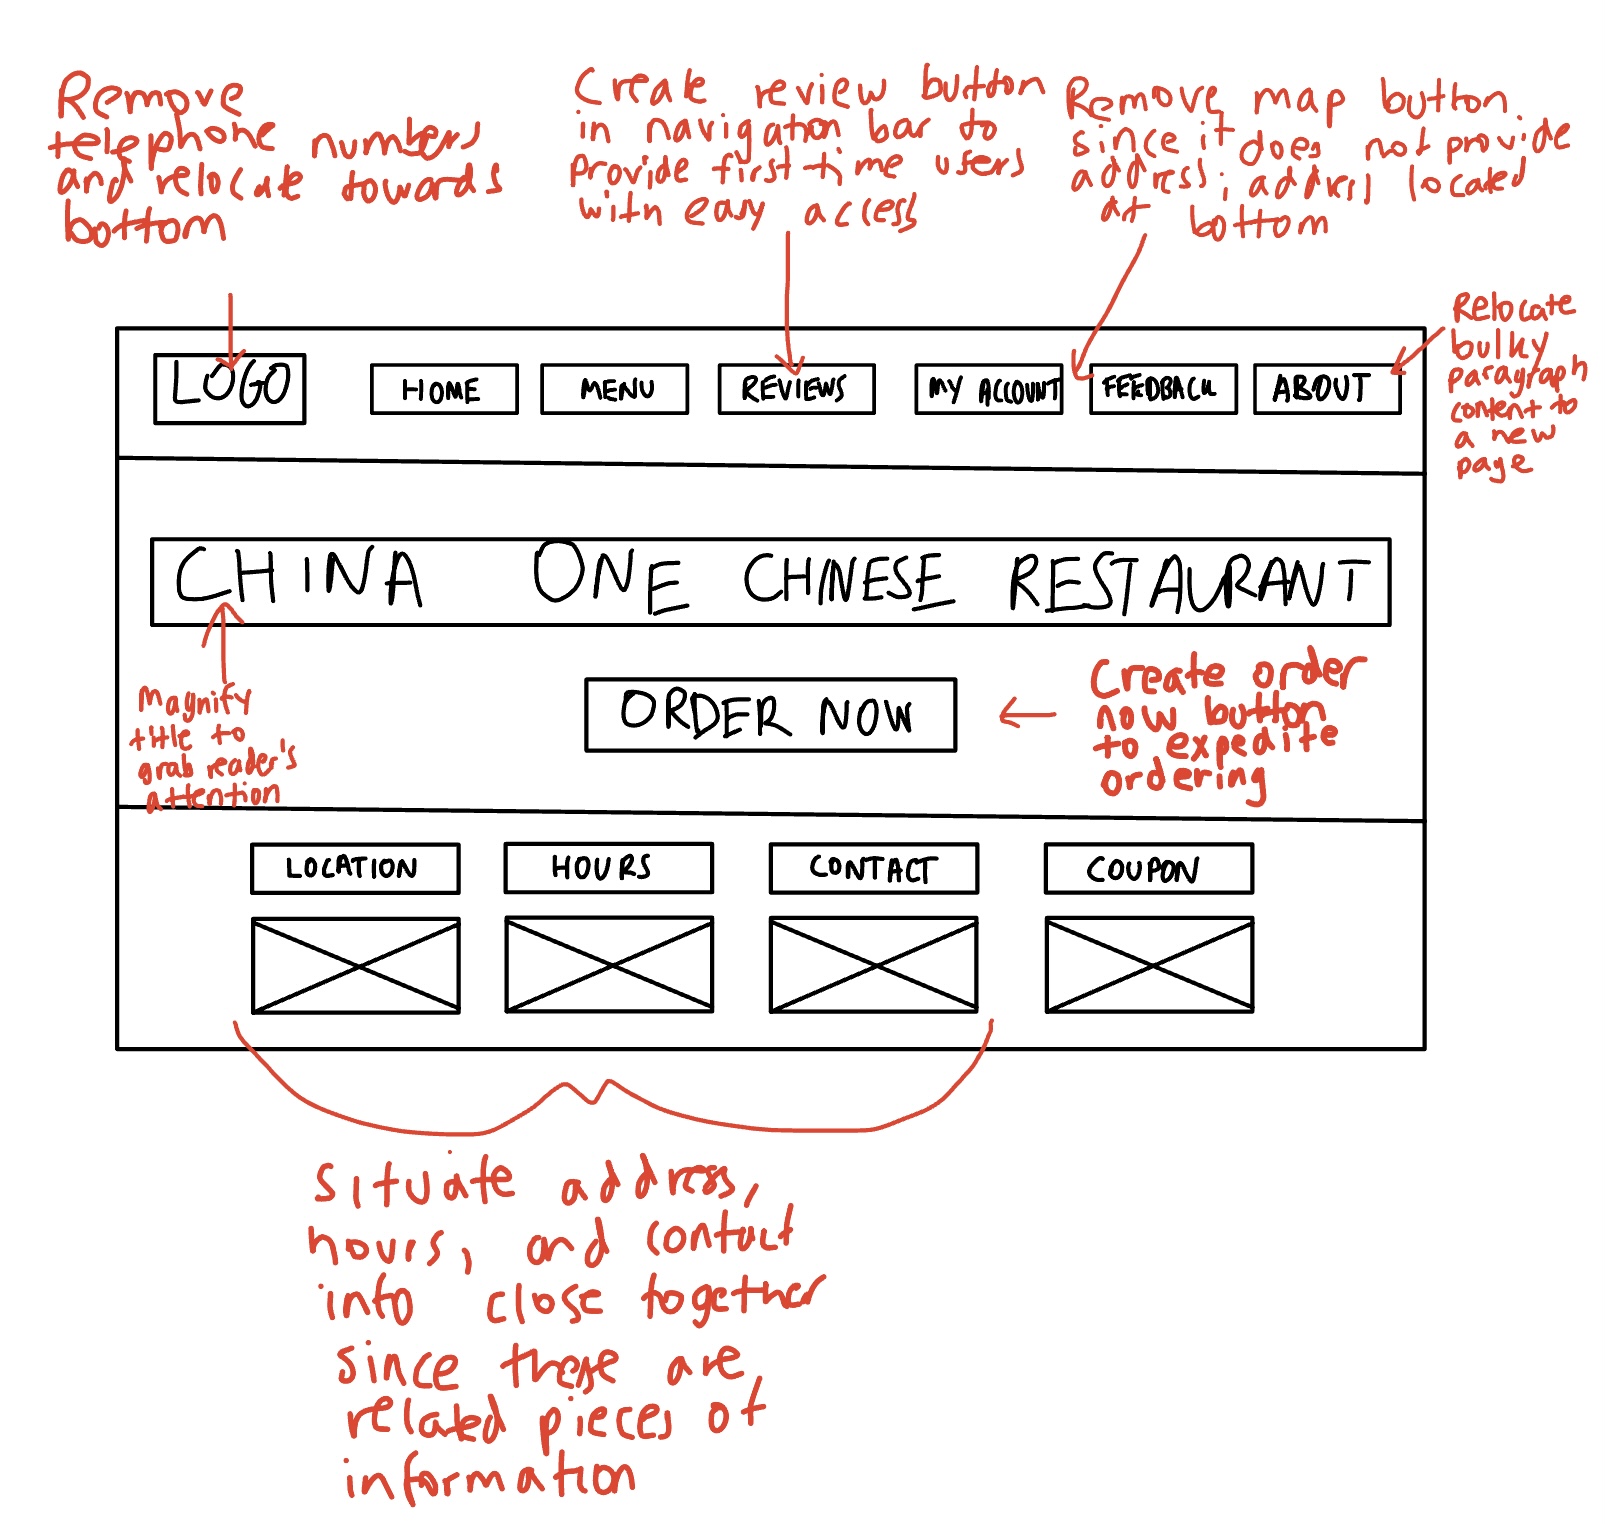 Remove
telephone numbers
and relocate towards
bottom
Create review button
in navigation bar to
provide first time users
with easy access
Remove map button
since it does not provide
address; address located
at bottom
Relocate
bulky
paragraph
content to
a new
page
LOGO
HOME
MENU
REVIEWS
MY ACCOUNT
FEEDBACK
ABOUT
CHINA ONE CHINESE RESTAURANT
Magnify
title to
grab reader's
attention
ORDER NOW
Create order
now button
to expedite
ordering
LOCATION
HOURS
CONTACT
COUPON
Situate address,
hours, and contact
info close together
since these are
related pieces of
information